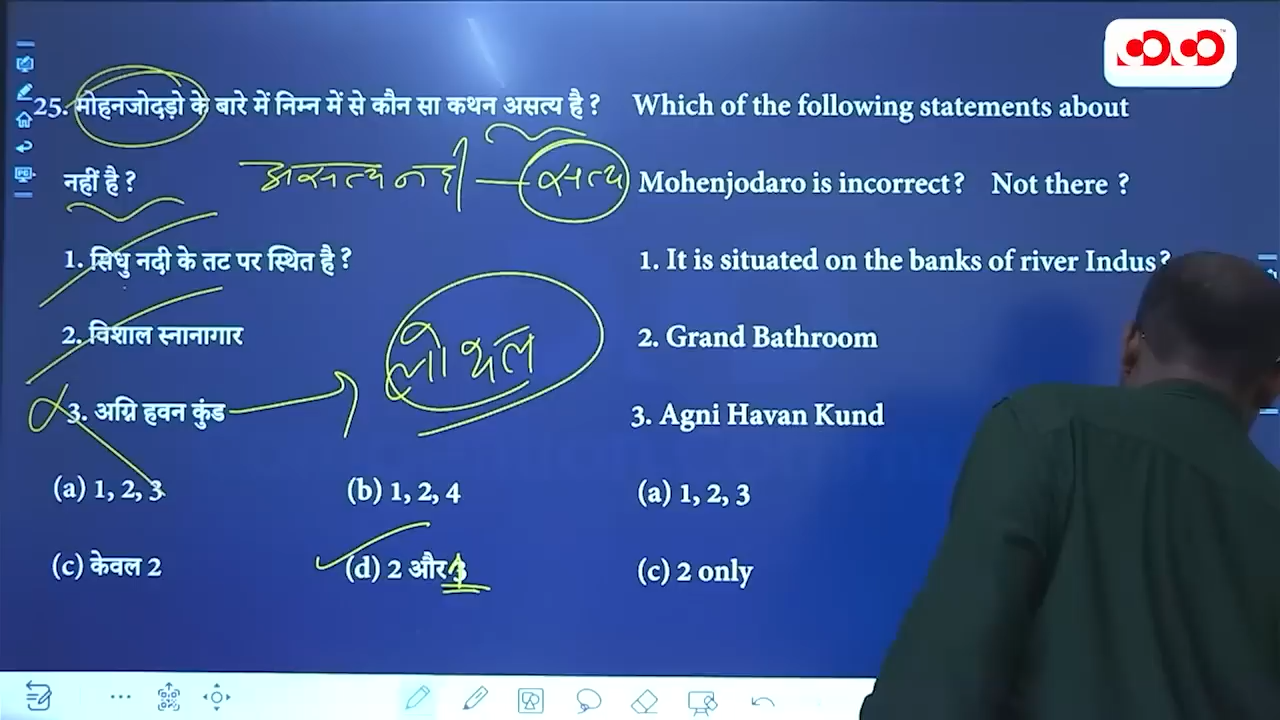 25. मोहनजोदड़ो के बारे में निम्न में से कौन सा कथन असत्य है ?
नहीं है ?
असत्य नहीं — सत्य
1. सिंधु नदी के तट पर स्थित है ?
2. विशाल स्नानागार
लोथल
3. अग्नि हवन कुंड
(a) 1, 2, 3
(b) 1, 2, 4
(c) केवल 2
(d) 2 और 1
Which of the following statements about
Mohenjodaro is incorrect? Not there ?
1. It is situated on the banks of river Indus?
2. Grand Bathroom
3. Agni Havan Kund
(a) 1, 2, 3
(c) 2 only